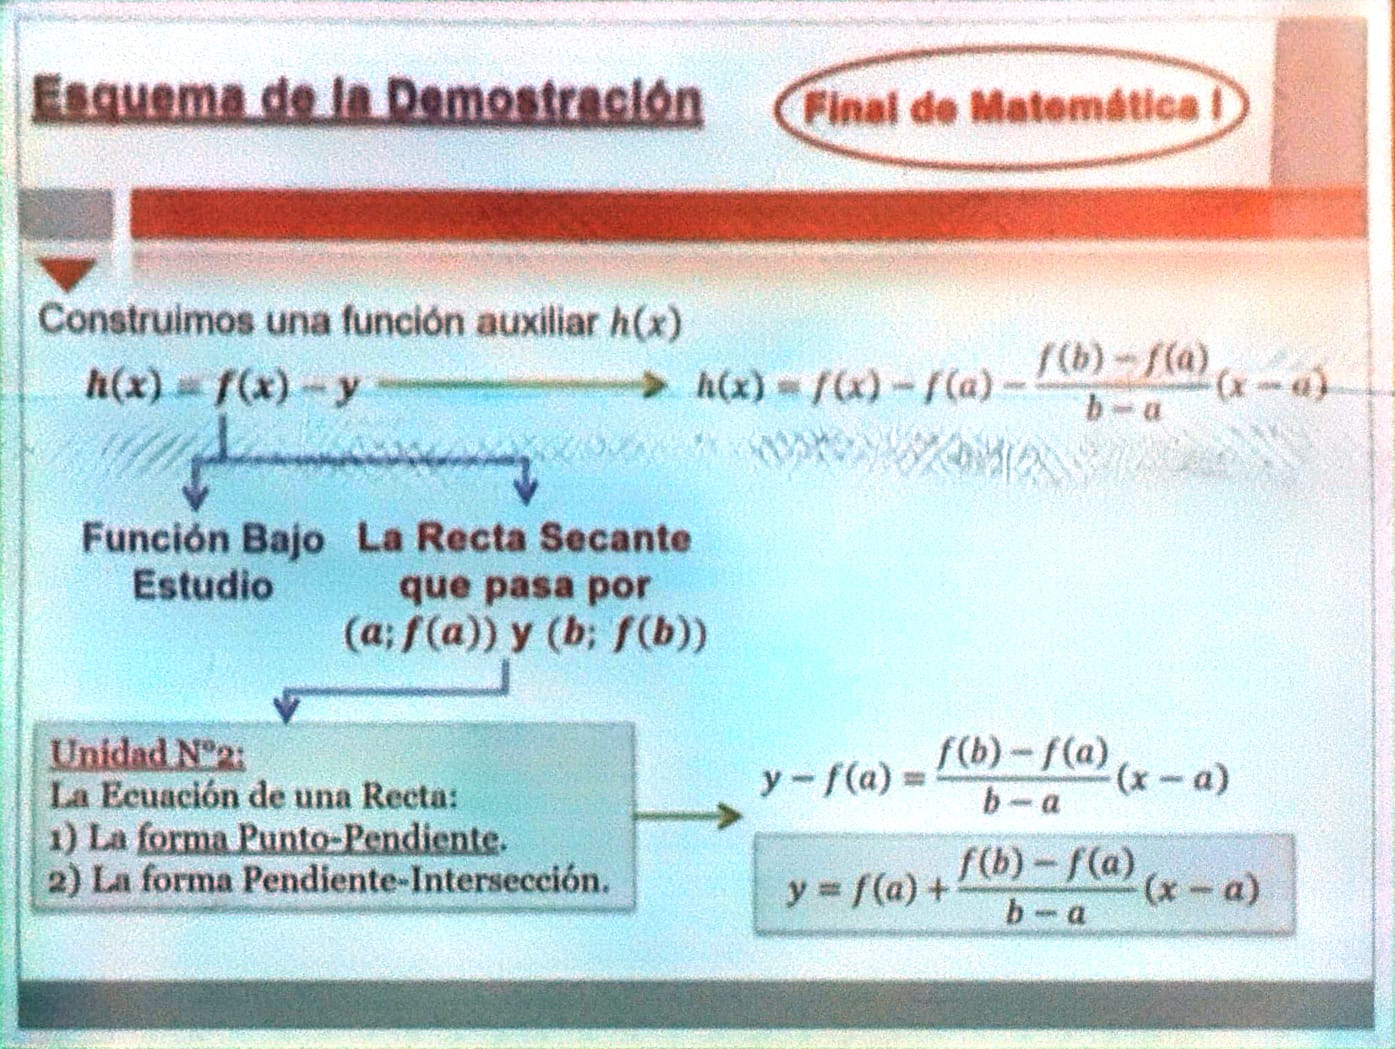 Esquema de la Demostración
Final de Matemática I
Construimos una función auxiliar h(x)
h(x) = f(x) − y
h(x) = f(x) − f(a) − \frac{f(b) − f(a)}{b − a}(x − a)
Función Bajo
Estudio
La Recta Secante
que pasa por
(a; f(a)) y (b; f(b))
Unidad N°2:
La Ecuación de una Recta:
1) La forma Punto-Pendiente.
2) La forma Pendiente-Intersección.
y − f(a) = \frac{f(b) − f(a)}{b − a}(x − a)
y = f(a) + \frac{f(b) − f(a)}{b − a}(x − a)